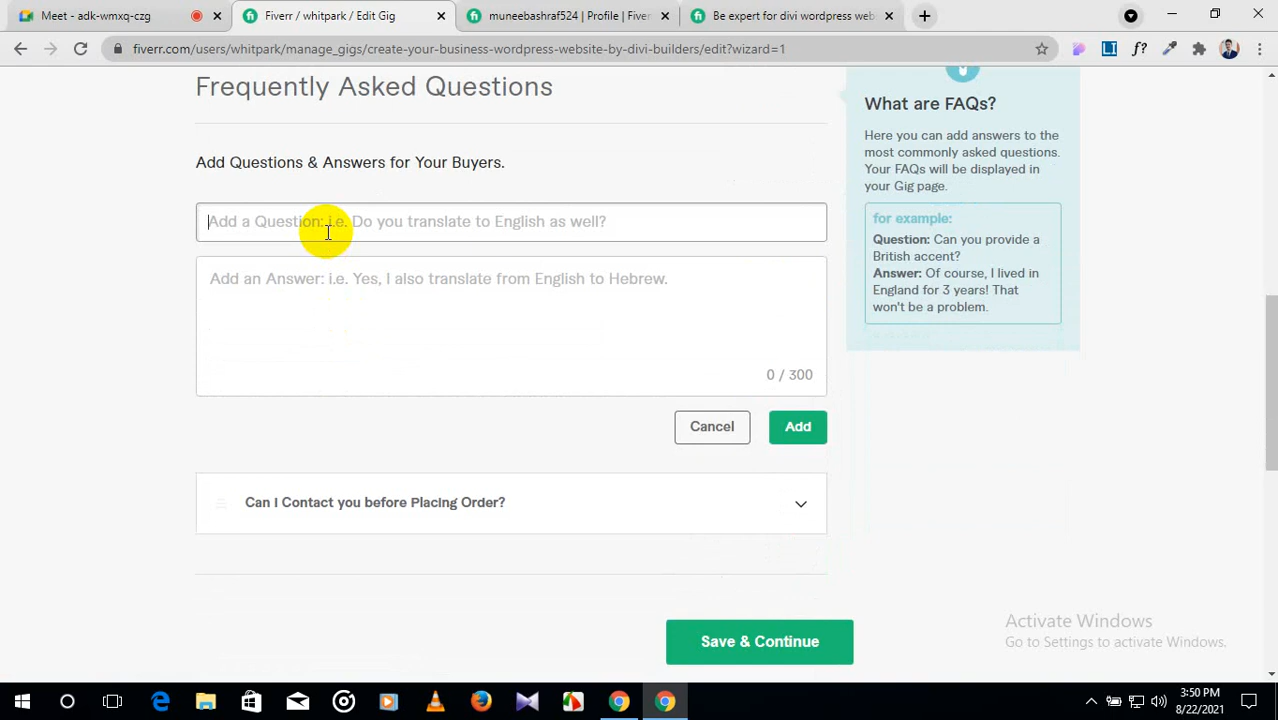 Meet - adk-wmxq-czg
Fiverr / whitpark / Edit Gig
muneebashraf524 | Profile | Fiverr
Be expert for divi wordpress web
fiverr.com/users/whitpark/manage_gigs/create-your-business-wordpress-website-by-divi-builders/edit?wizard=1
LI
f?
Frequently Asked Questions
Add Questions & Answers for Your Buyers.
Add a Question: i.e. Do you translate to English as well?
Add an Answer: i.e. Yes, I also translate from English to Hebrew.
0 / 300
Cancel
Add
Can I Contact you before Placing Order?
Save & Continue
What are FAQs?
Here you can add answers to the
most commonly asked questions.
Your FAQs will be displayed in
your Gig page.
for example:
Question: Can you provide a
British accent?
Answer: Of course, I lived in
England for 3 years! That
won't be a problem.
Activate Windows
Go to Settings to activate Windows.
3:50 PM
8/22/2021